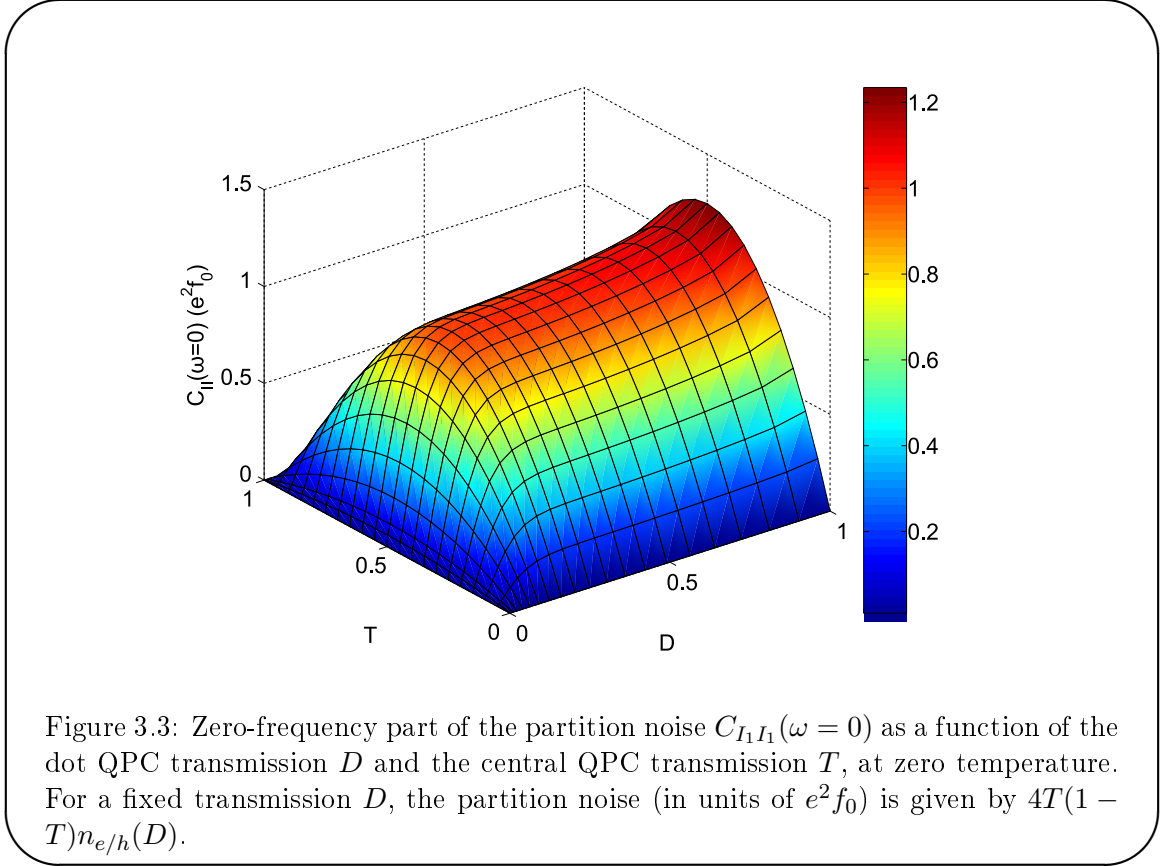 1.5
1
0.5
0
C_II(ω=0) (e²f₀)
1
0.5
0
T
0
0.5
1
D
1.2
1
0.8
0.6
0.4
0.2
Figure 3.3: Zero-frequency part of the partition noise $C_{I_1I_1}(\omega = 0)$ as a function of the
dot QPC transmission $D$ and the central QPC transmission $T$, at zero temperature.
For a fixed transmission $D$, the partition noise (in units of $e^2f_0$) is given by $4T(1 -$
$T)n_{e/h}(D)$.